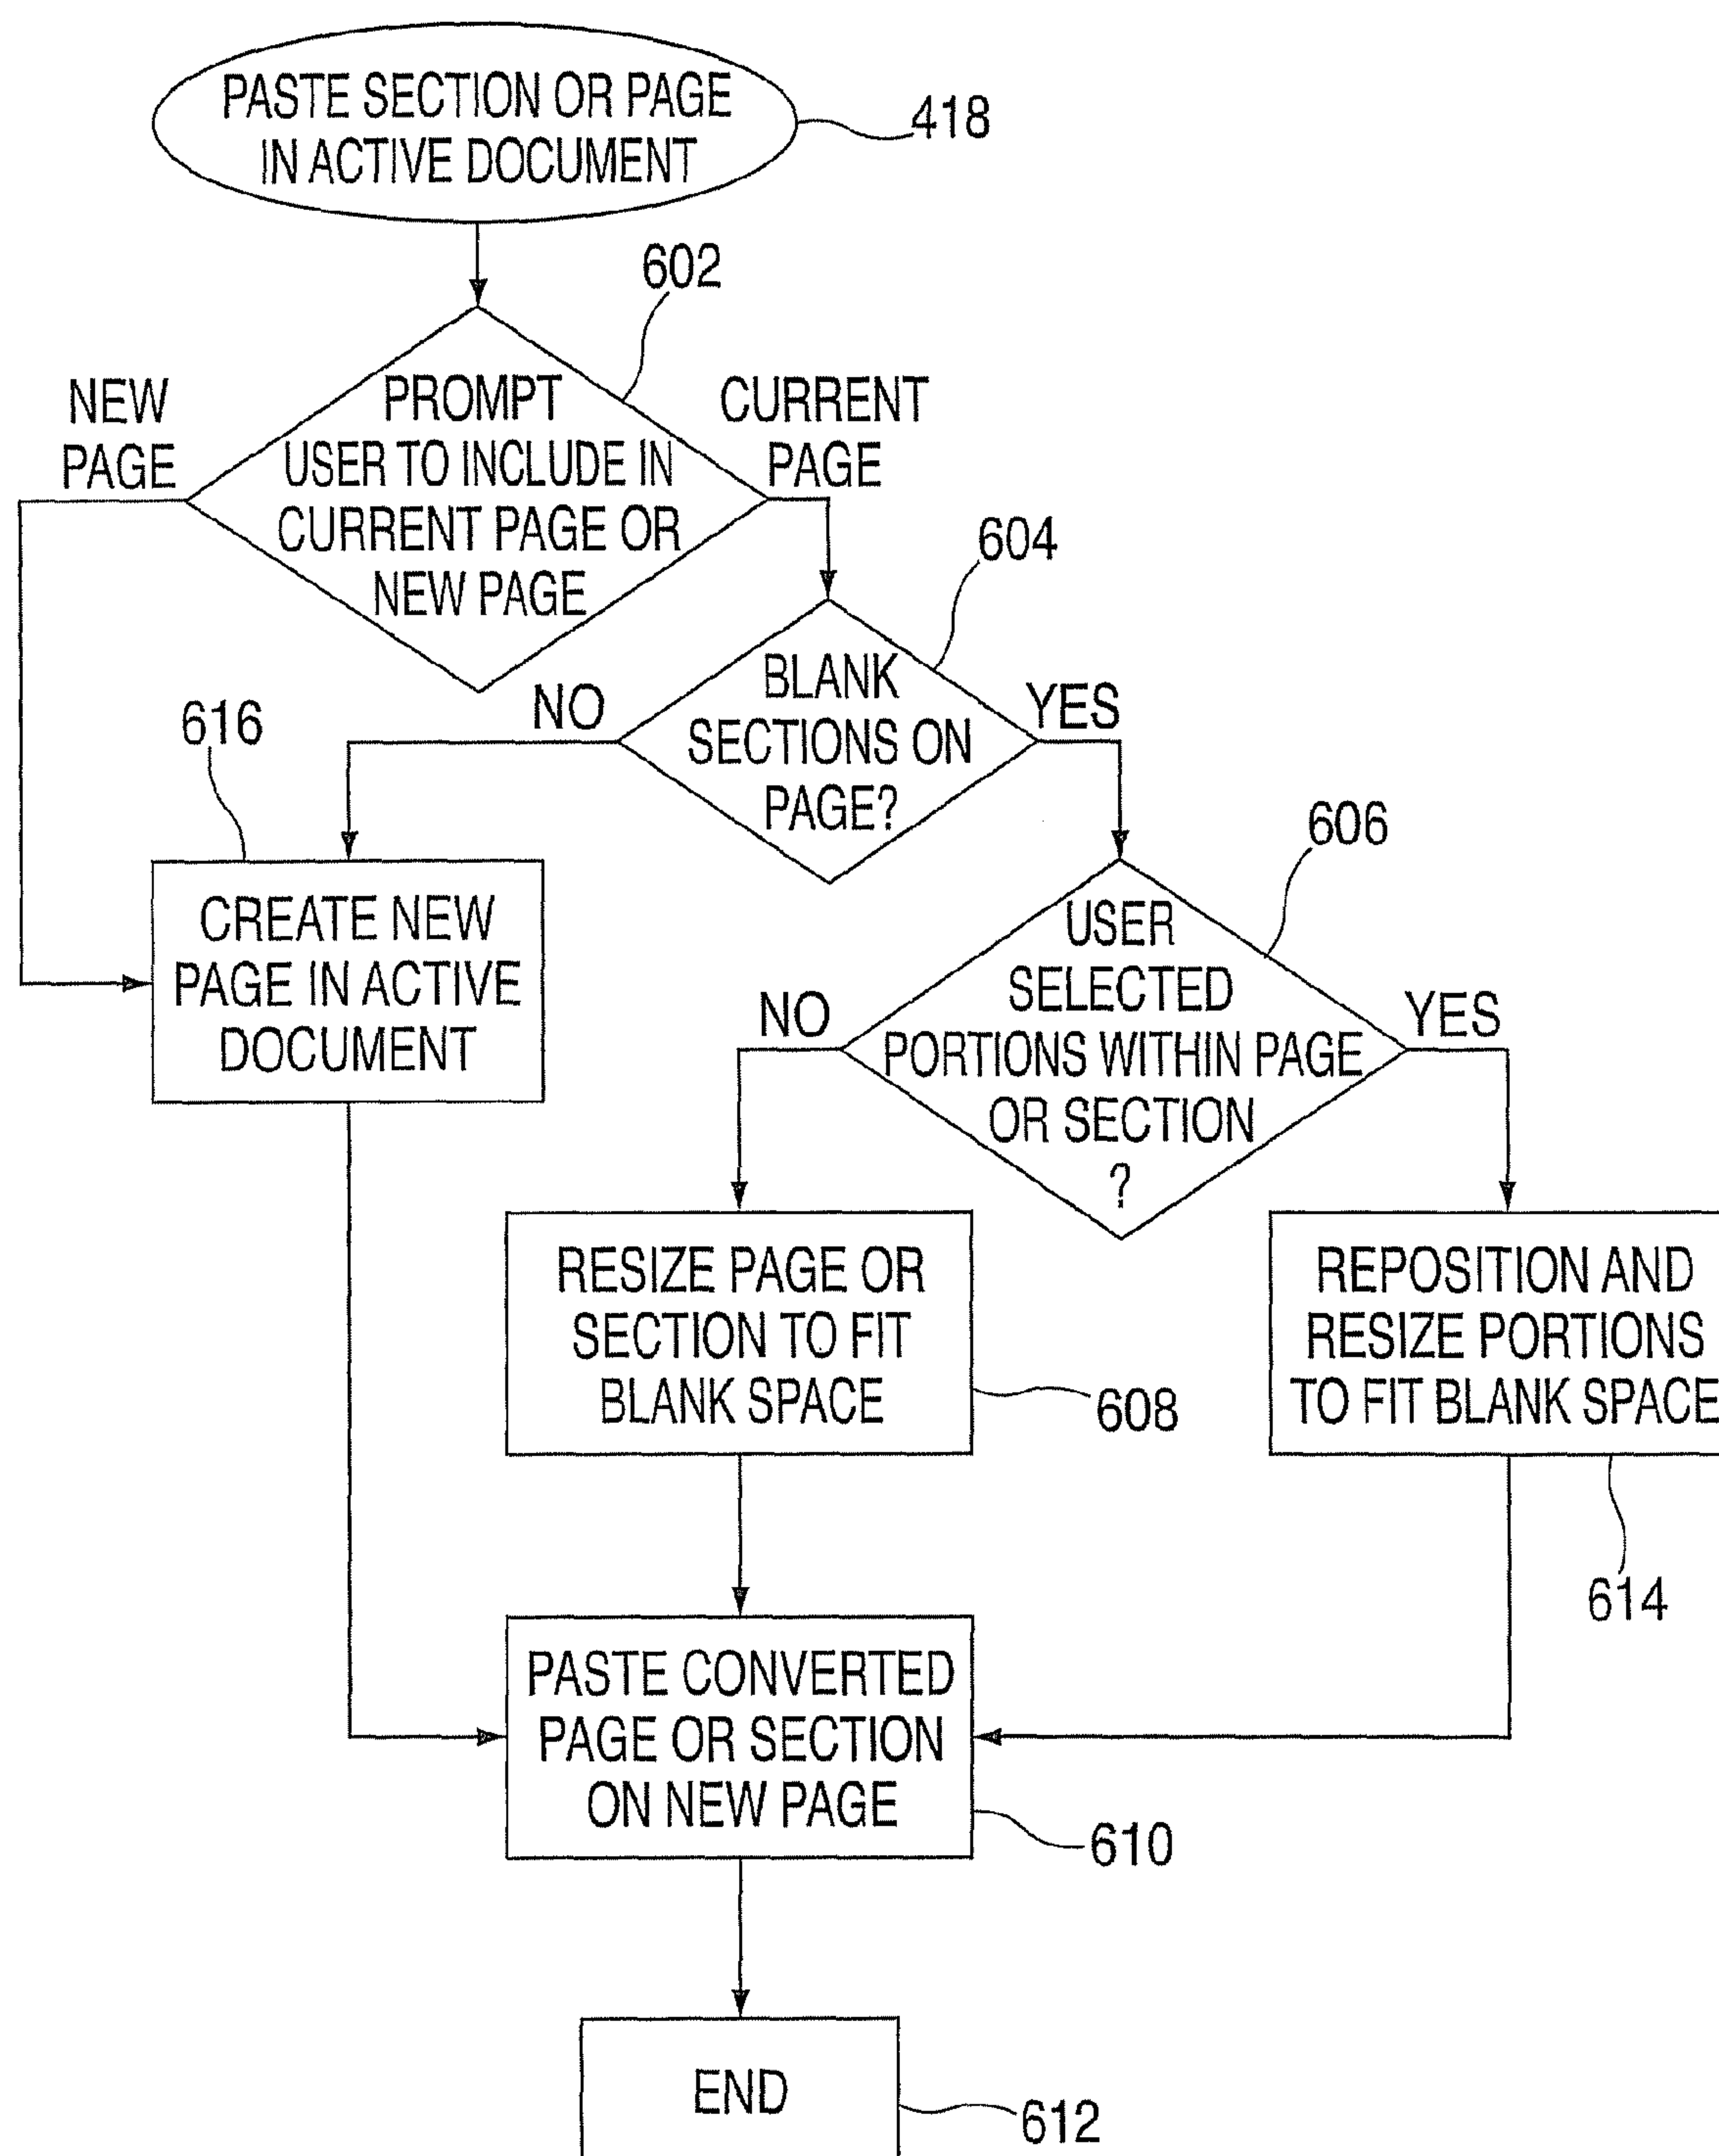 PASTE SECTION OR PAGE
IN ACTIVE DOCUMENT
418
602
NEW
PAGE
PROMPT
USER TO INCLUDE IN
CURRENT PAGE OR
NEW PAGE
CURRENT
PAGE
604
616
NO
BLANK
SECTIONS ON
PAGE?
YES
606
CREATE NEW
PAGE IN ACTIVE
DOCUMENT
NO
USER
SELECTED
PORTIONS WITHIN PAGE
OR SECTION
?
YES
RESIZE PAGE OR
SECTION TO FIT
BLANK SPACE
608
REPOSITION AND
RESIZE PORTIONS
TO FIT BLANK SPACE
614
PASTE CONVERTED
PAGE OR SECTION
ON NEW PAGE
610
END
612